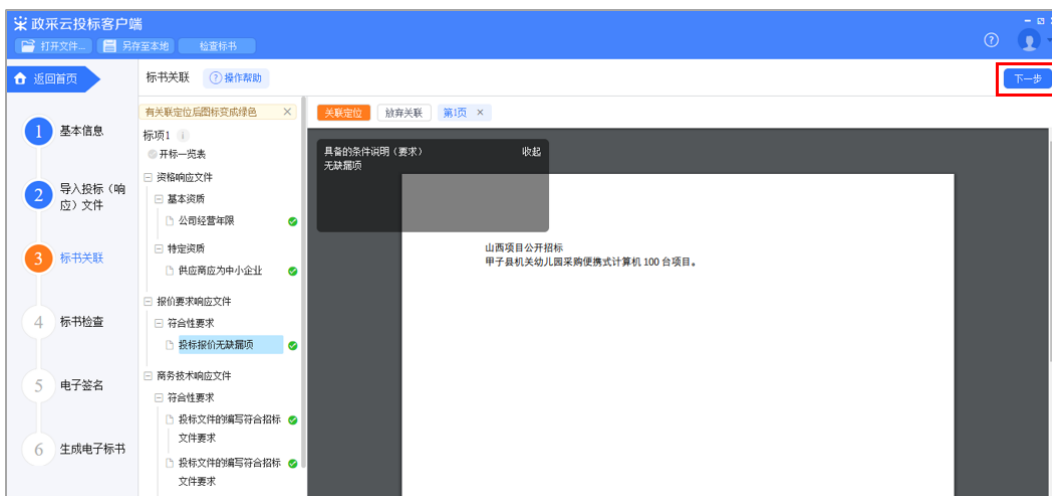 政采云投标客户端
打开文件... 另存至本地 检查标书
返回首页
标书关联 操作帮助
下一步
1 基本信息
2 导入投标（响
应）文件
3 标书关联
4 标书检查
5 电子签名
6 生成电子标书
有关联定位后图标变成绿色
标项1
开标一览表
资格响应文件
基本资质
公司经营年限
特定资质
供应商应为中小企业
报价要求响应文件
符合性要求
投标报价无缺漏项
商务技术响应文件
符合性要求
投标文件的编写符合招标
文件要求
投标文件的编写符合招标
文件要求
关联定位 放弃关联 第1页
具备的条件说明（要求） 收起
无缺漏项
山西项目公开招标
甲子县机关幼儿园采购便携式计算机 100 台项目。